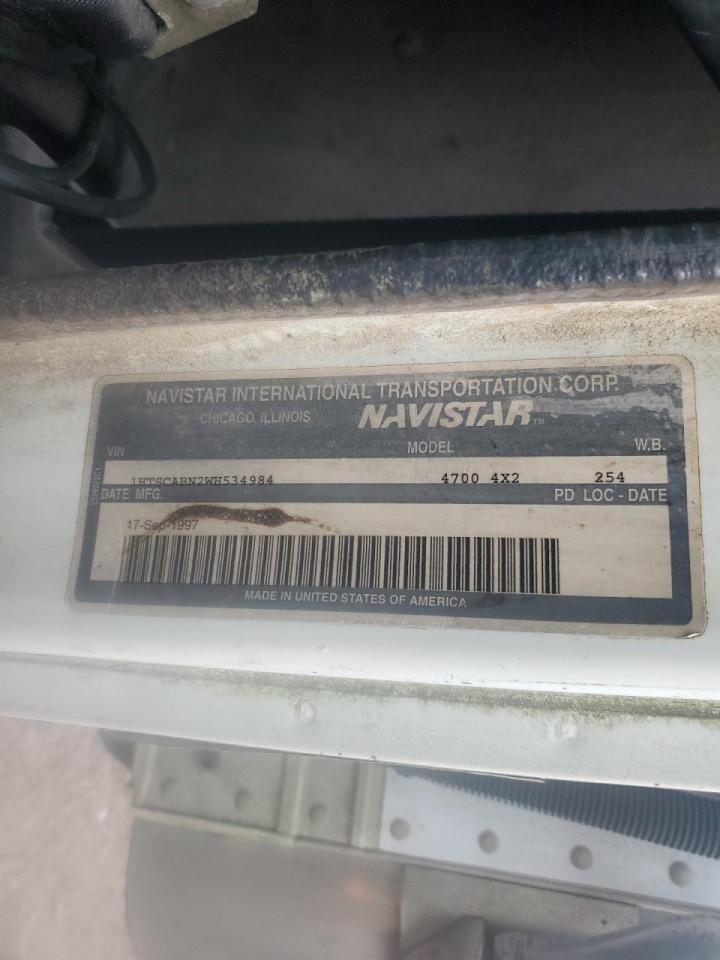 NAVISTAR INTERNATIONAL TRANSPORTATION CORP.
CHICAGO, ILLINOIS NAVISTAR™
VIN MODEL W.B.
1HTSCABN2WH534984 4700 4X2 254
DATE MFG. PD LOC - DATE
17-Sep-1997
MADE IN UNITED STATES OF AMERICA